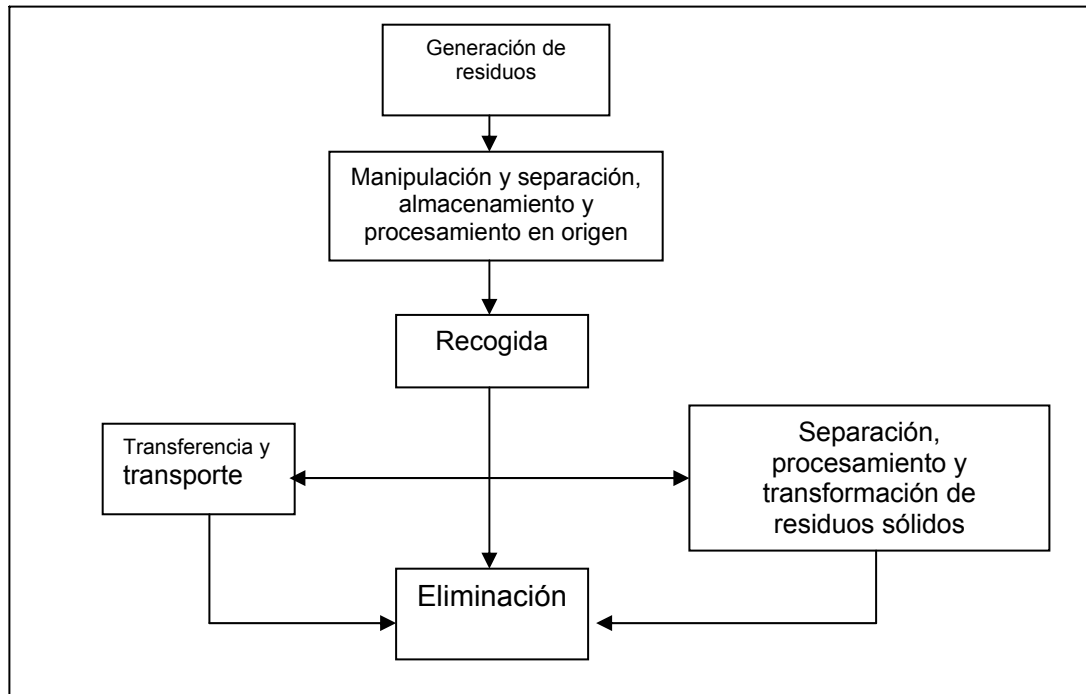 Generación de
residuos
Manipulación y separación,
almacenamiento y
procesamiento en origen
Recogida
Transferencia y
transporte
Separación,
procesamiento y
transformación de
residuos sólidos
Eliminación